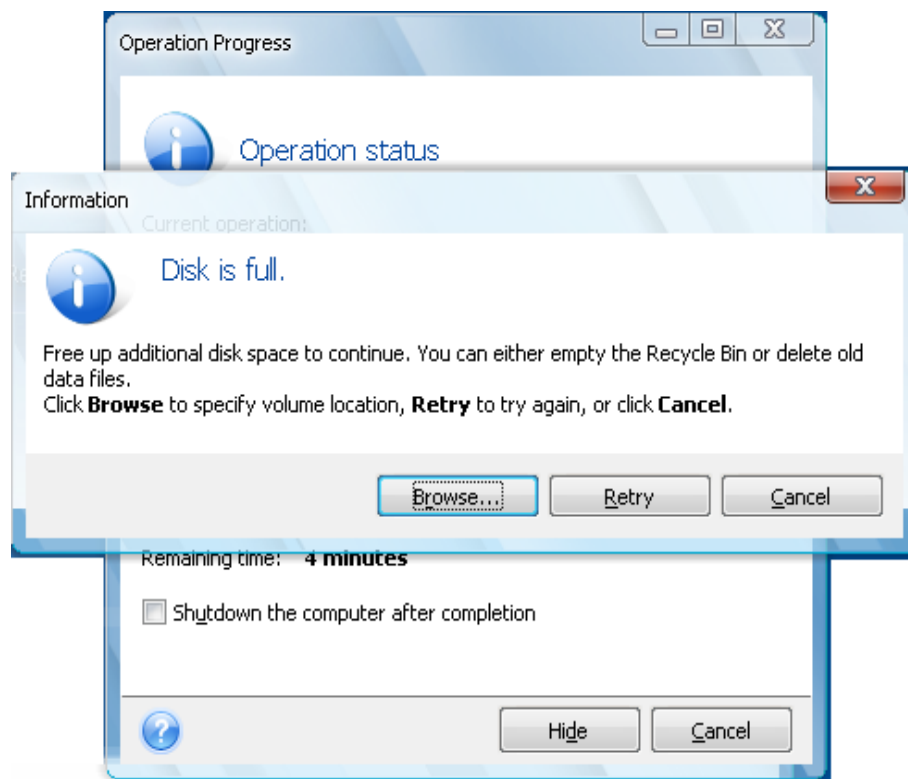 Operation Progress
Operation status
Information
Current operation:
Disk is full.
Free up additional disk space to continue. You can either empty the Recycle Bin or delete old
data files.
Click Browse to specify volume location, Retry to try again, or click Cancel.
Browse... Retry Cancel
Remaining time: 4 minutes
Shutdown the computer after completion
Hide Cancel